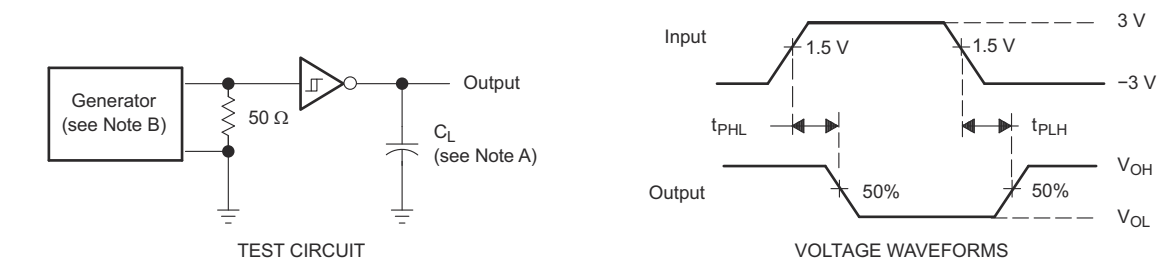 Generator
(see Note B)
50 Ω
Output
C_L
(see Note A)
TEST CIRCUIT
Input
1.5 V
1.5 V
3 V
−3 V
t_PHL
t_PLH
Output
50%
50%
V_OH
V_OL
VOLTAGE WAVEFORMS